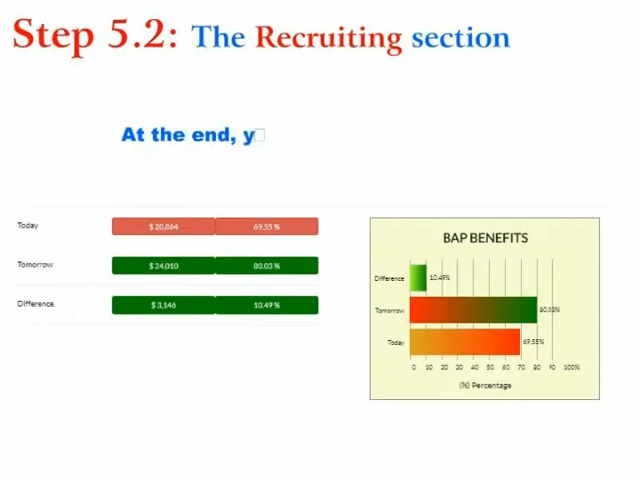 Step 5.2: The Recruiting section
At the end, y
Today $ 20,864 69.55 %
Tomorrow $ 24,010 80.03 %
Difference $ 3,146 10.49 %
BAP BENEFITS
Difference 10.49%
Tomorrow 80.03%
Today 69.55%
0 10 20 30 40 50 60 70 80 90 100%
(%) Percentage